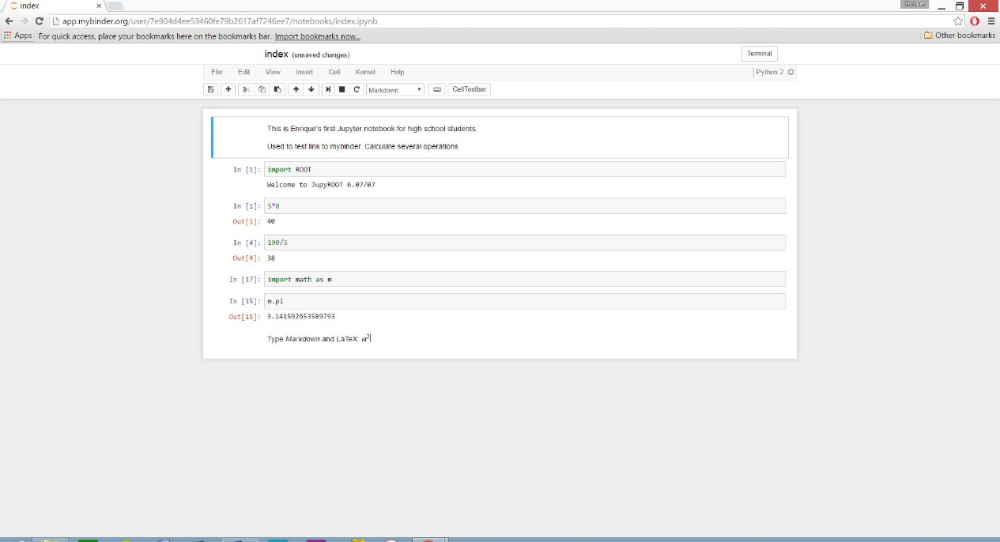 index
Enrique
app.mybinder.org/user/7e904d4ee53460fe79b2617af7246ee7/notebooks/index.ipynb
Apps For quick access, place your bookmarks here on the bookmarks bar. Import bookmarks now... Other bookmarks
index (unsaved changes) Terminal
File Edit View Insert Cell Kernel Help Python 2
Markdown CellToolbar
This is Enrique's first Jupyter notebook for high school students.
Used to test link to mybinder. Calculate several operations
In [1]: import ROOT
Welcome to JupyROOT 6.07/07
In [1]: 5*8
Out[1]: 40
In [4]: 190/5
Out[4]: 38
In [17]: import math as m
In [15]: m.pi
Out[15]: 3.141592653589793
Type Markdown and LaTeX: α²